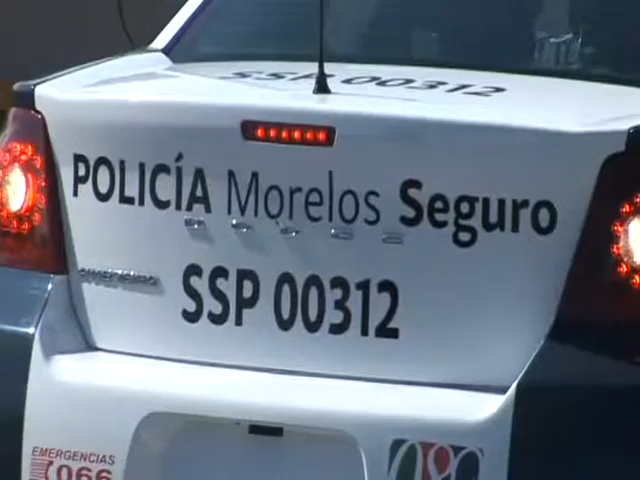 SSP 00312
POLICÍA Morelos Seguro
SSP 00312
EMERGENCIAS
066